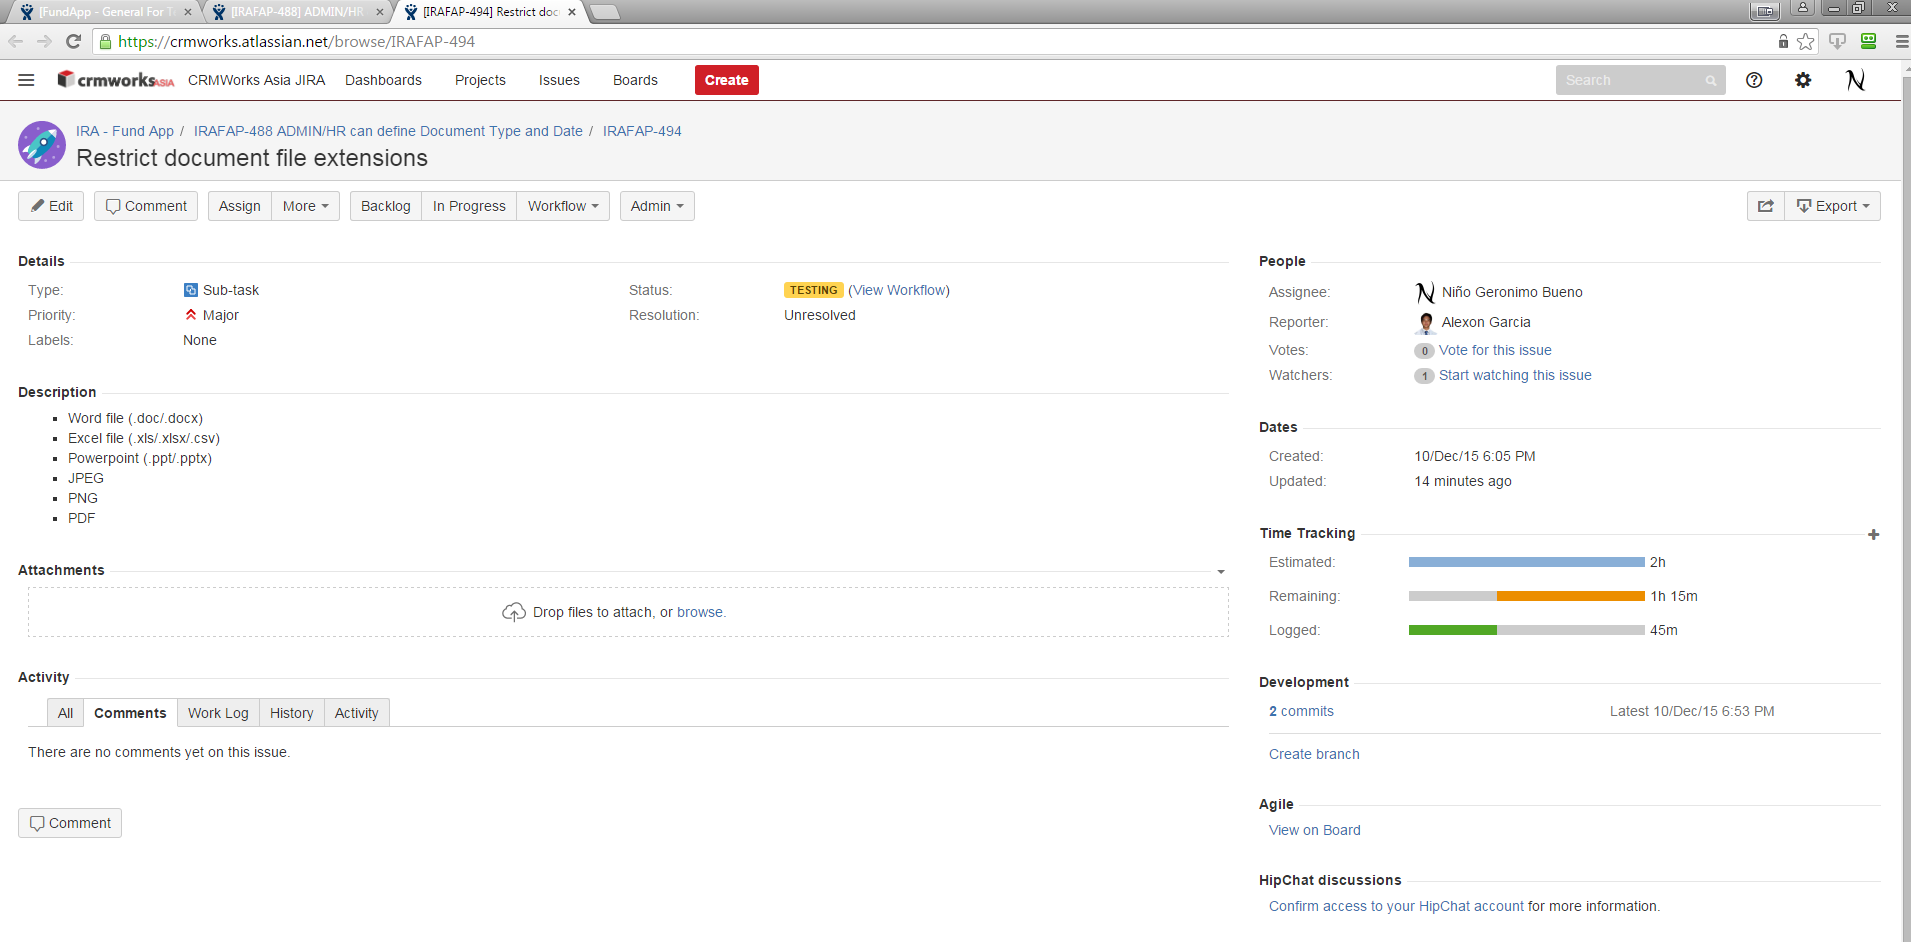 [FundApp - General For T
[IRAFAP-488] ADMIN/HR
[IRAFAP-494] Restrict doc
https://crmworks.atlassian.net/browse/IRAFAP-494
crmworksASIA CRMWorks Asia JIRA Dashboards Projects Issues Boards Create Search
IRA - Fund App / IRAFAP-488 ADMIN/HR can define Document Type and Date / IRAFAP-494
Restrict document file extensions
Edit Comment Assign More Backlog In Progress Workflow Admin Export
Details
Type: Sub-task
Priority: Major
Labels: None
Status: TESTING (View Workflow)
Resolution: Unresolved
Description
Word file (.doc/.docx)
Excel file (.xls/.xlsx/.csv)
Powerpoint (.ppt/.pptx)
JPEG
PNG
PDF
Attachments
Drop files to attach, or browse.
Activity
All Comments Work Log History Activity
There are no comments yet on this issue.
Comment
People
Assignee: Niño Geronimo Bueno
Reporter: Alexon Garcia
Votes: 0 Vote for this issue
Watchers: 1 Start watching this issue
Dates
Created: 10/Dec/15 6:05 PM
Updated: 14 minutes ago
Time Tracking
Estimated: 2h
Remaining: 1h 15m
Logged: 45m
Development
2 commits Latest 10/Dec/15 6:53 PM
Create branch
Agile
View on Board
HipChat discussions
Confirm access to your HipChat account for more information.